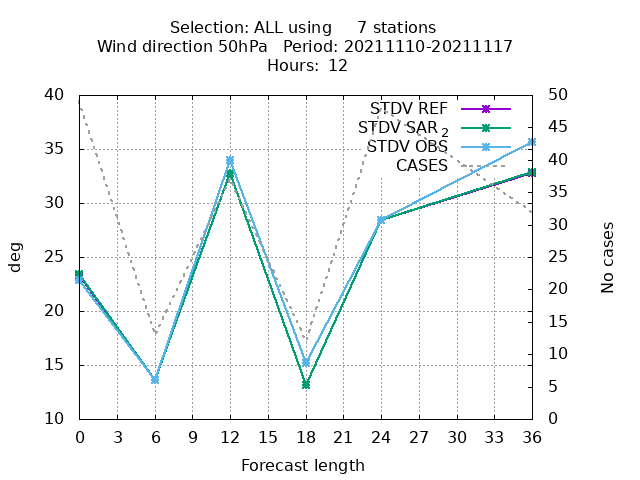 Selection: ALL using 7 stations
Wind direction 50hPa Period: 20211110-20211117
Hours: 12
STDV REF
STDV SAR 2
STDV OBS
CASES
40
35
30
25
20
15
10
deg
50
45
40
35
30
25
20
15
10
5
0
No cases
0 3 6 9 12 15 18 21 24 27 30 33 36
Forecast length